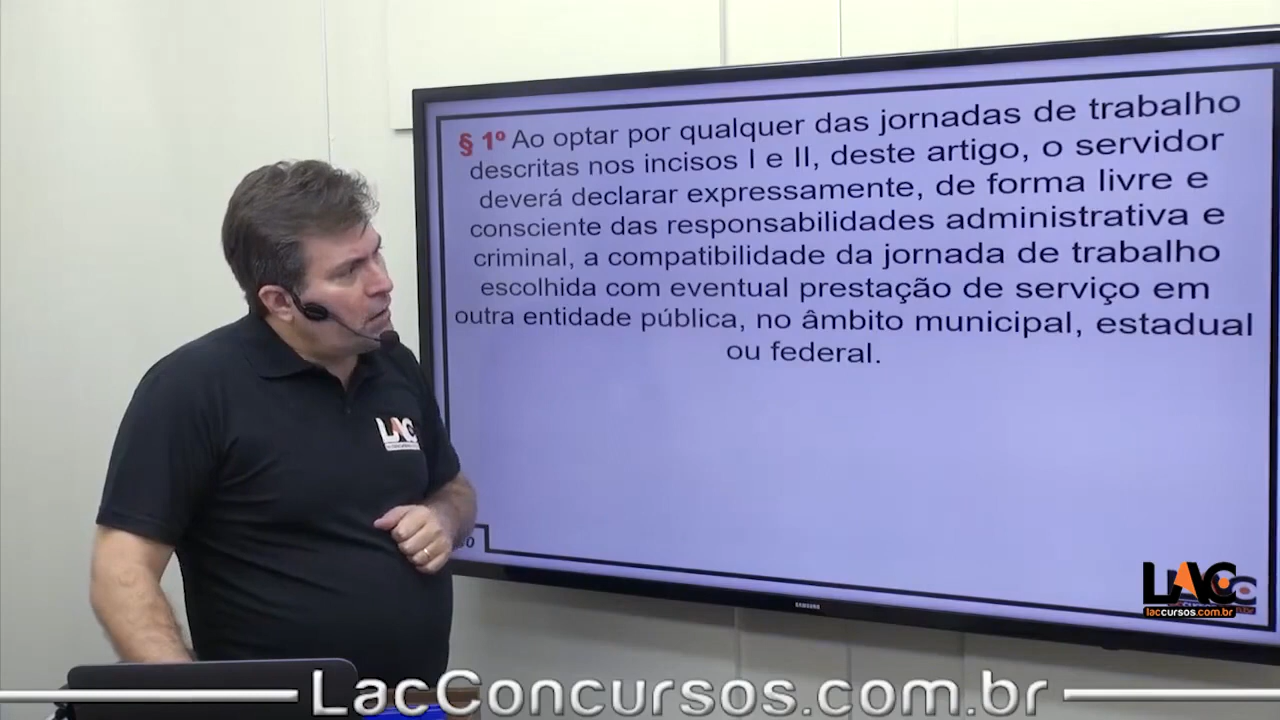 § 1º Ao optar por qualquer das jornadas de trabalho
descritas nos incisos I e II, deste artigo, o servidor
deverá declarar expressamente, de forma livre e
consciente das responsabilidades administrativa e
criminal, a compatibilidade da jornada de trabalho
escolhida com eventual prestação de serviço em
outra entidade pública, no âmbito municipal, estadual
ou federal.
LAC
LAC
laccursos.com.br
SAMSUNG
LacConcursos.com.br